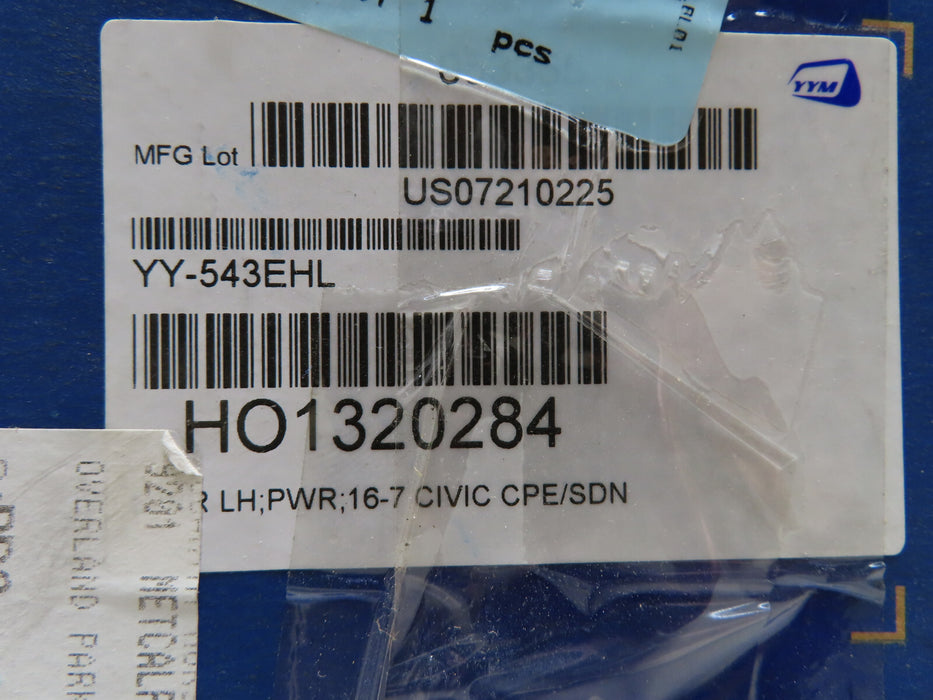 1
pcs
YYM
MFG Lot
US07210225
YY-543EHL
HO1320284
R LH;PWR;16-7 CIVIC CPE/SDN
9201 METCALF
OVERLAND PARK